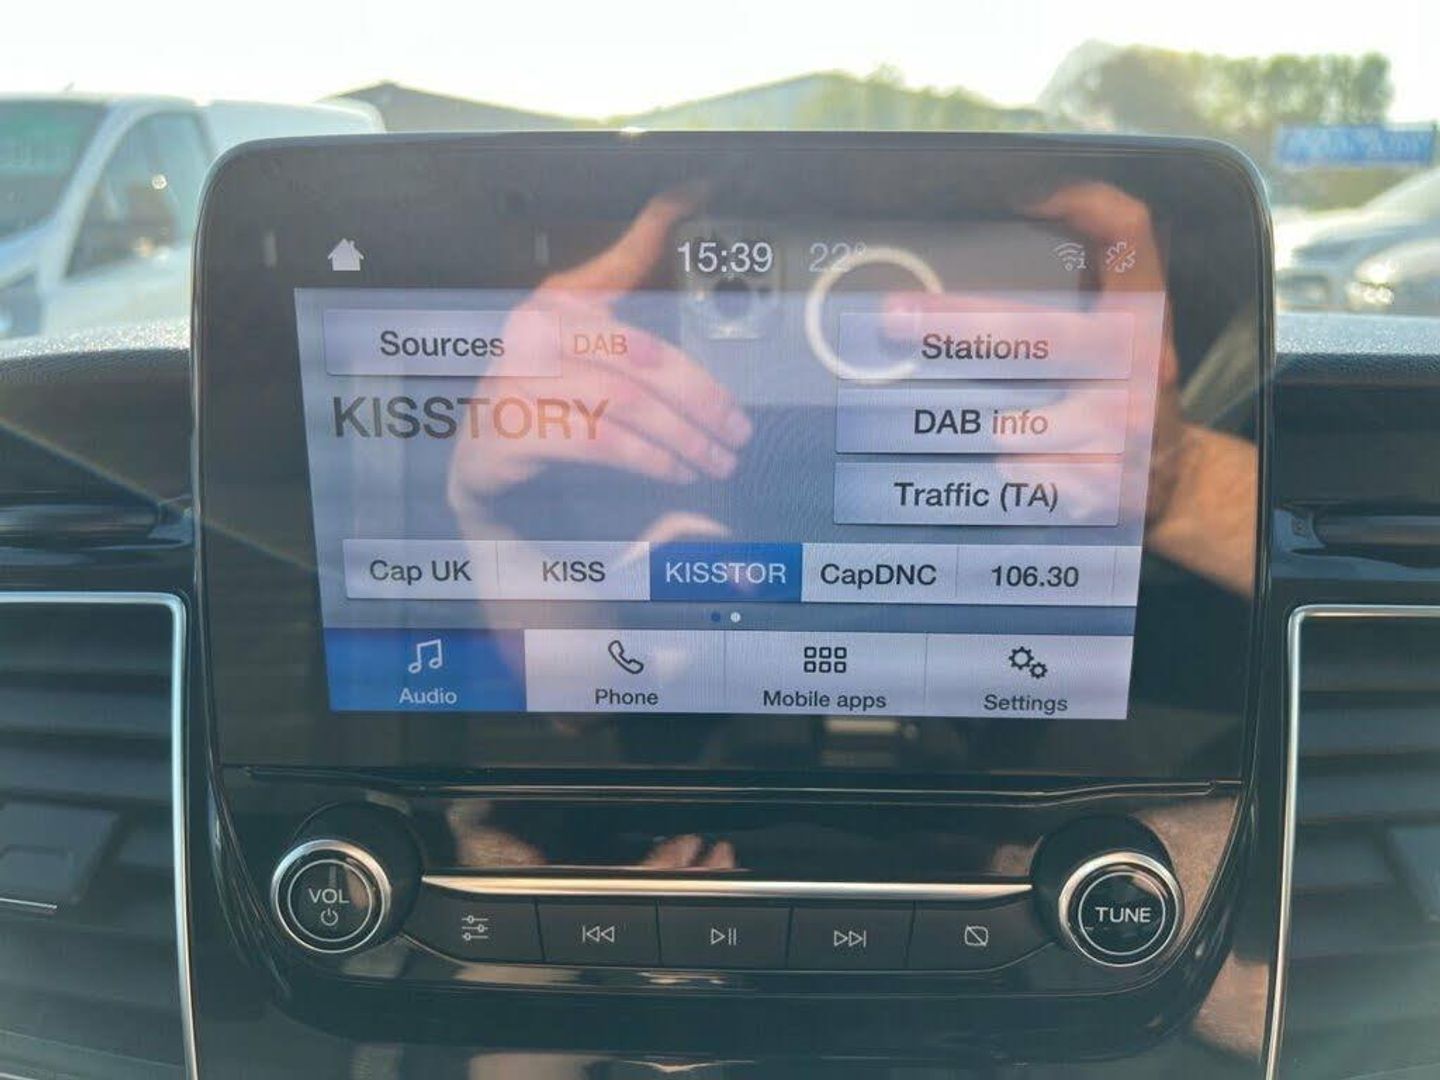 15:39 22°
Sources DAB Stations
KISSTORY DAB info
Traffic (TA)
Cap UK KISS KISSTOR CapDNC 106.30
Audio Phone Mobile apps Settings
VOL TUNE